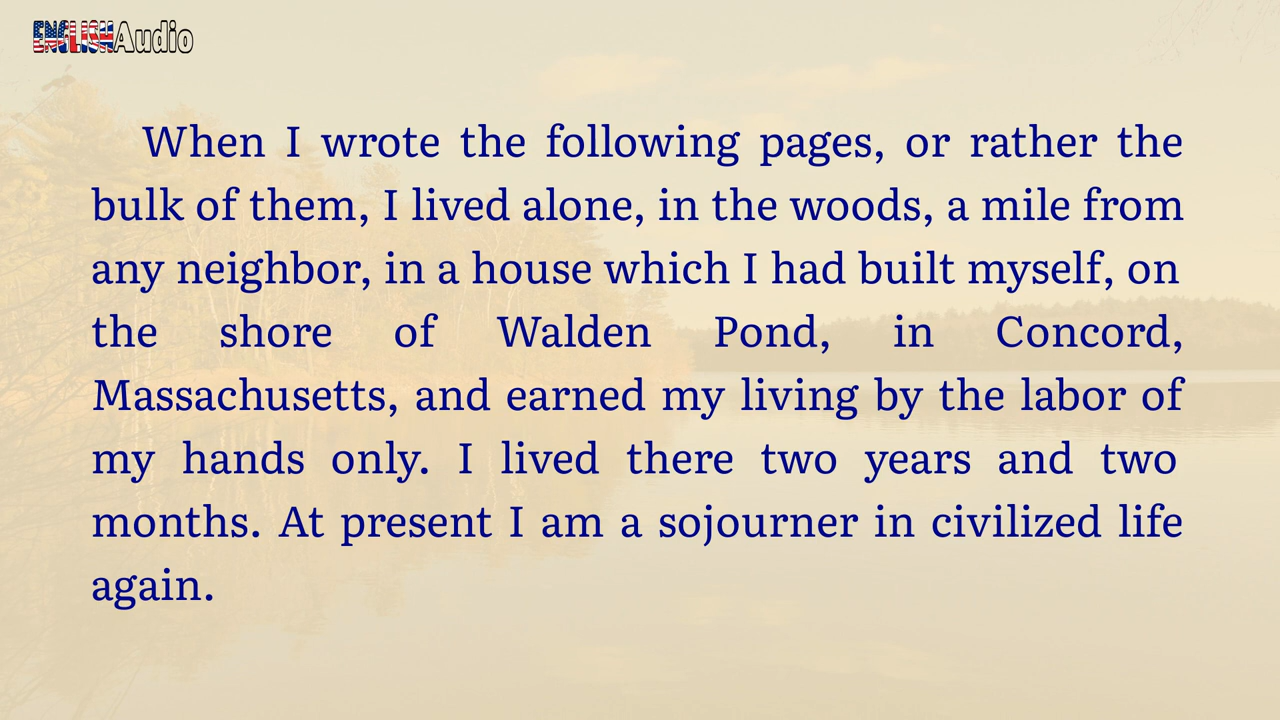 ENGLISHAudio
When I wrote the following pages, or rather the
bulk of them, I lived alone, in the woods, a mile from
any neighbor, in a house which I had built myself, on
the shore of Walden Pond, in Concord,
Massachusetts, and earned my living by the labor of
my hands only. I lived there two years and two
months. At present I am a sojourner in civilized life
again.